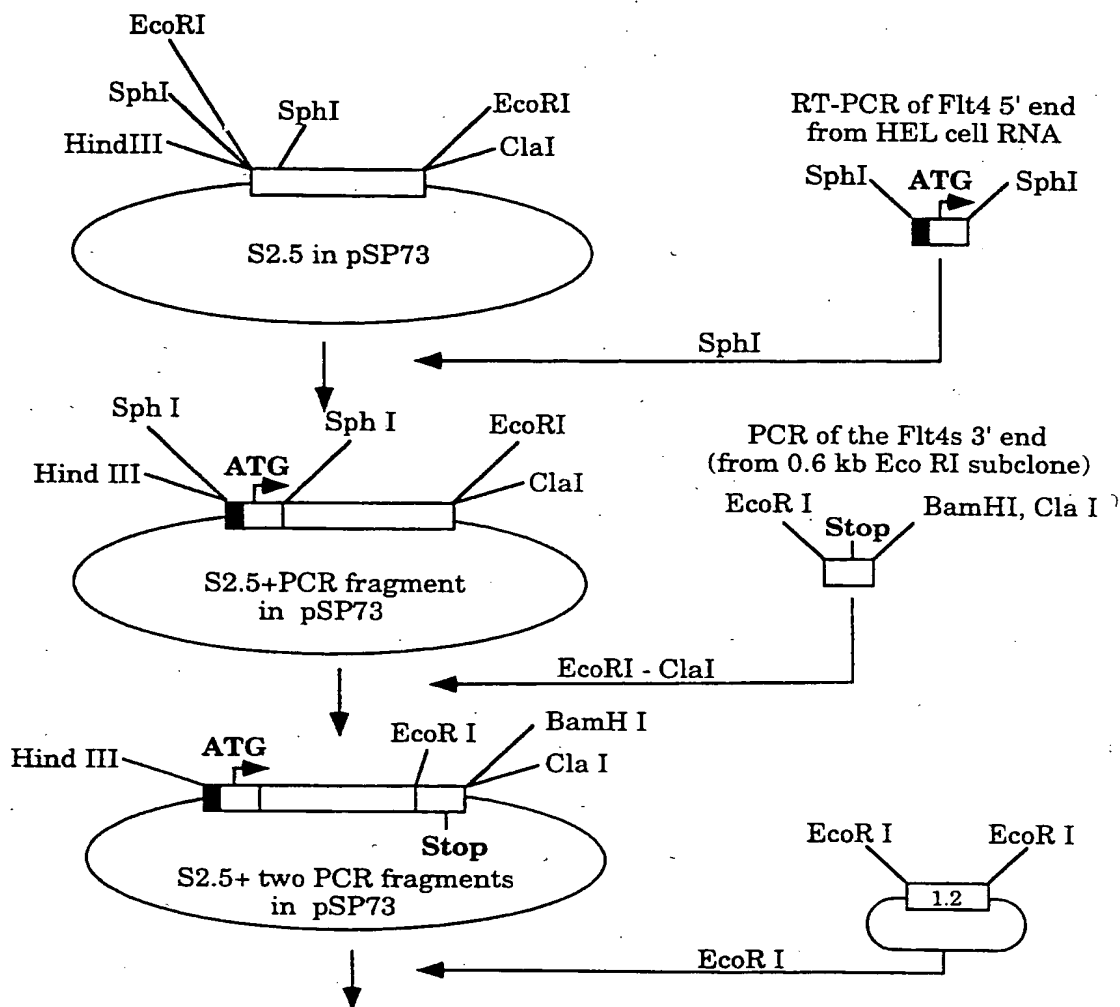 EcoRI
SphI
SphI
EcoRI
HindIII
ClaI
S2.5 in pSP73
RT-PCR of Flt4 5' end
from HEL cell RNA
SphI
ATG
SphI
SphI
Sph I
Sph I
EcoRI
Hind III
ATG
ClaI
S2.5+PCR fragment
in pSP73
PCR of the Flt4s 3' end
(from 0.6 kb Eco RI subclone)
EcoR I
Stop
BamHI, Cla I
EcoRI - ClaI
Hind III
ATG
EcoR I
BamH I
Cla I
Stop
S2.5+ two PCR fragments
in pSP73
EcoR I
EcoR I
1.2
EcoR I